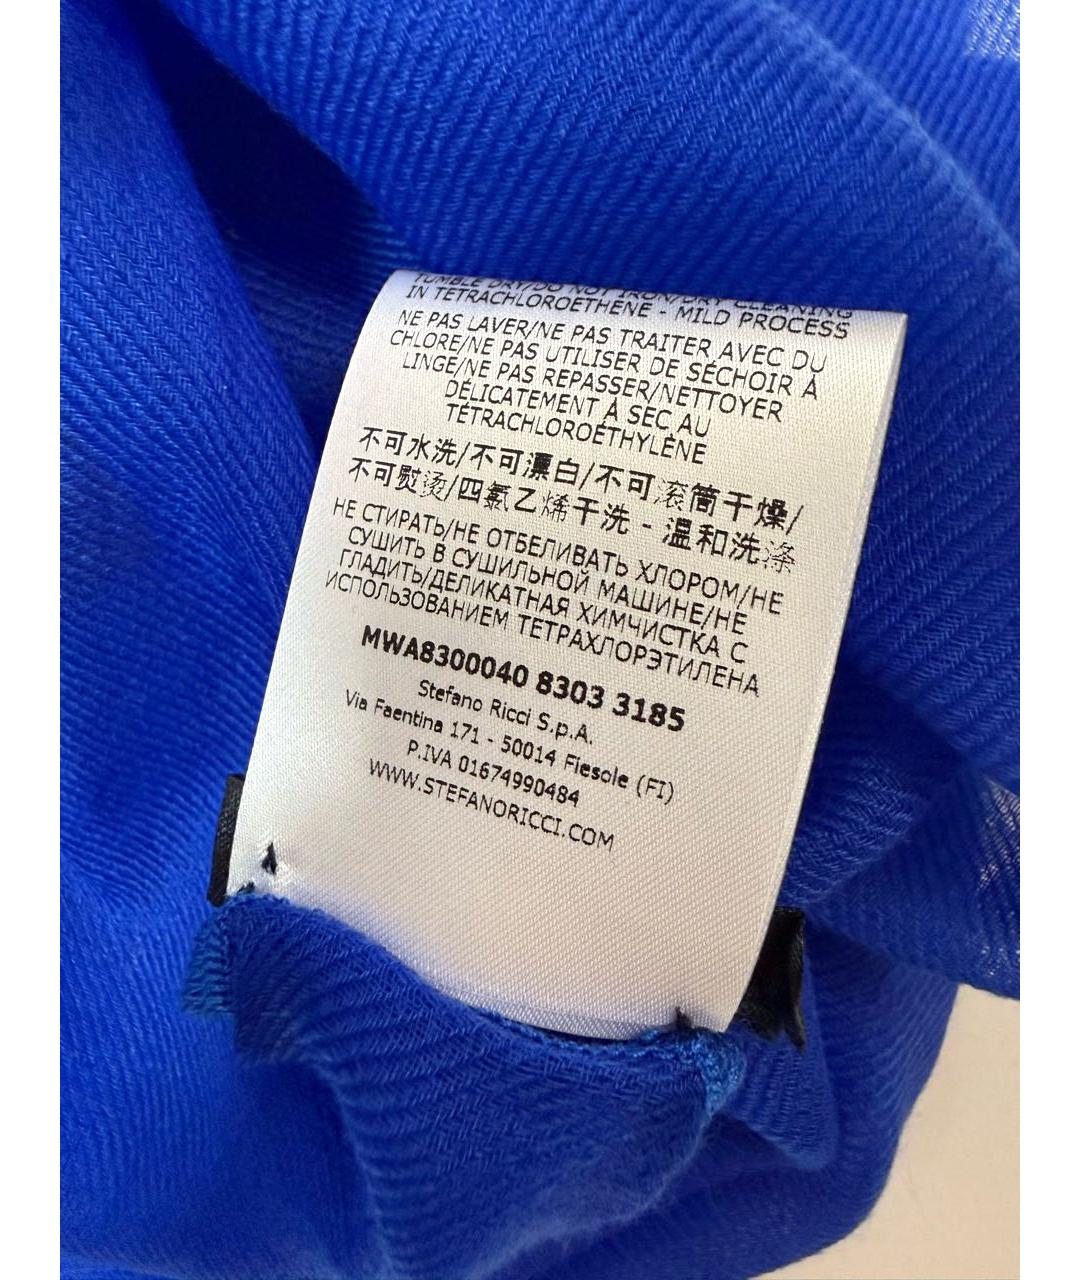 TUMBLE DRY/DO NOT IRON/DRY CLEANING
IN TETRACHLOROETHENE - MILD PROCESS
NE PAS LAVER/NE PAS TRAITER AVEC DU
CHLORE/NE PAS UTILISER DE SÉCHOIR À
LINGE/NE PAS REPASSER/NETTOYER
DÉLICATEMENT À SEC AU
TÉTRACHLOROÉTHYLÈNE
不可水洗/不可漂白/不可滚筒干燥/
不可熨烫/四氯乙烯干洗 - 温和洗涤
НЕ СТИРАТЬ/НЕ ОТБЕЛИВАТЬ ХЛОРОМ/НЕ
СУШИТЬ В СУШИЛЬНОЙ МАШИНЕ/НЕ
ГЛАДИТЬ/ДЕЛИКАТНАЯ ХИМЧИСТКА С
ИСПОЛЬЗОВАНИЕМ ТЕТРАХЛОРЭТИЛЕНА
MWA8300040 8303 3185
Stefano Ricci S.p.A.
Via Faentina 171 - 50014 Fiesole (FI)
P.IVA 01674990484
WWW.STEFANORICCI.COM